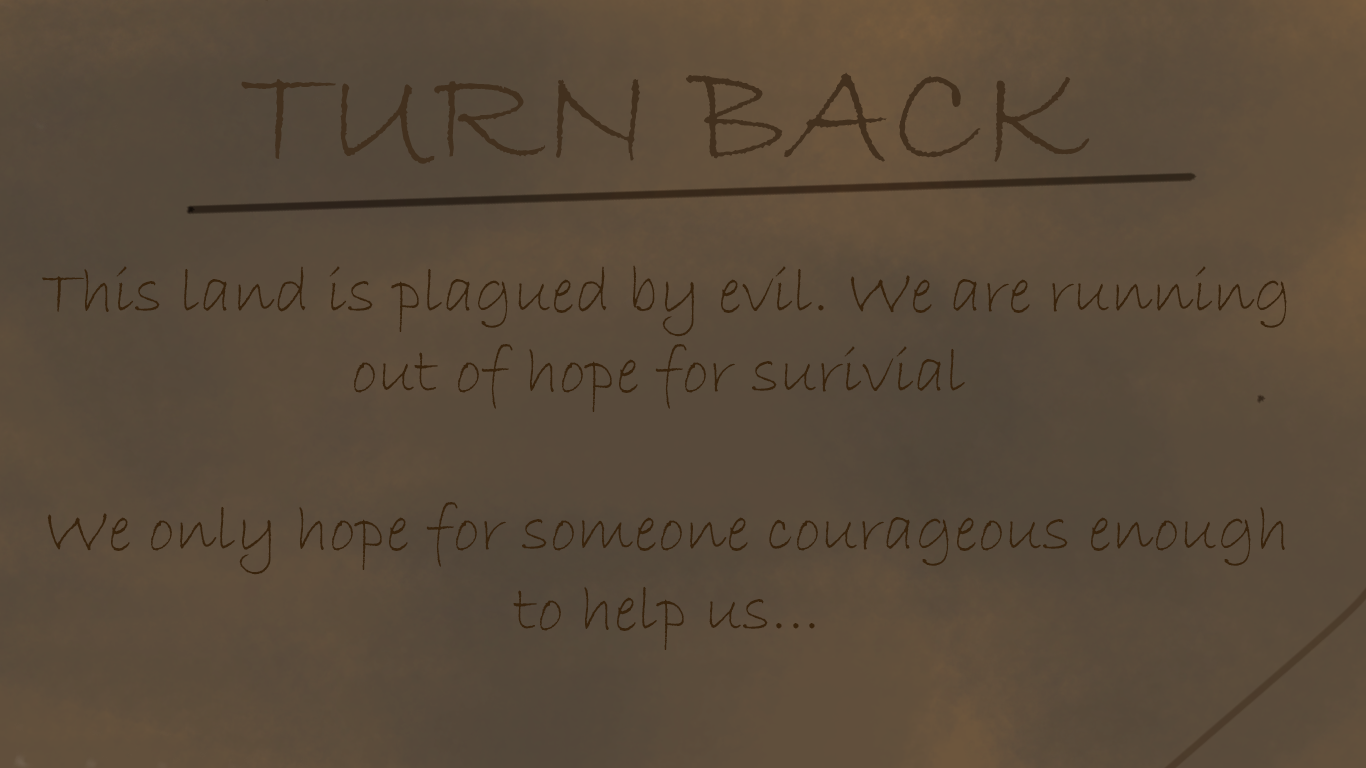 TURN BACK
This land is plagued by evil. We are running
out of hope for surivial
We only hope for someone courageous enough
to help us...